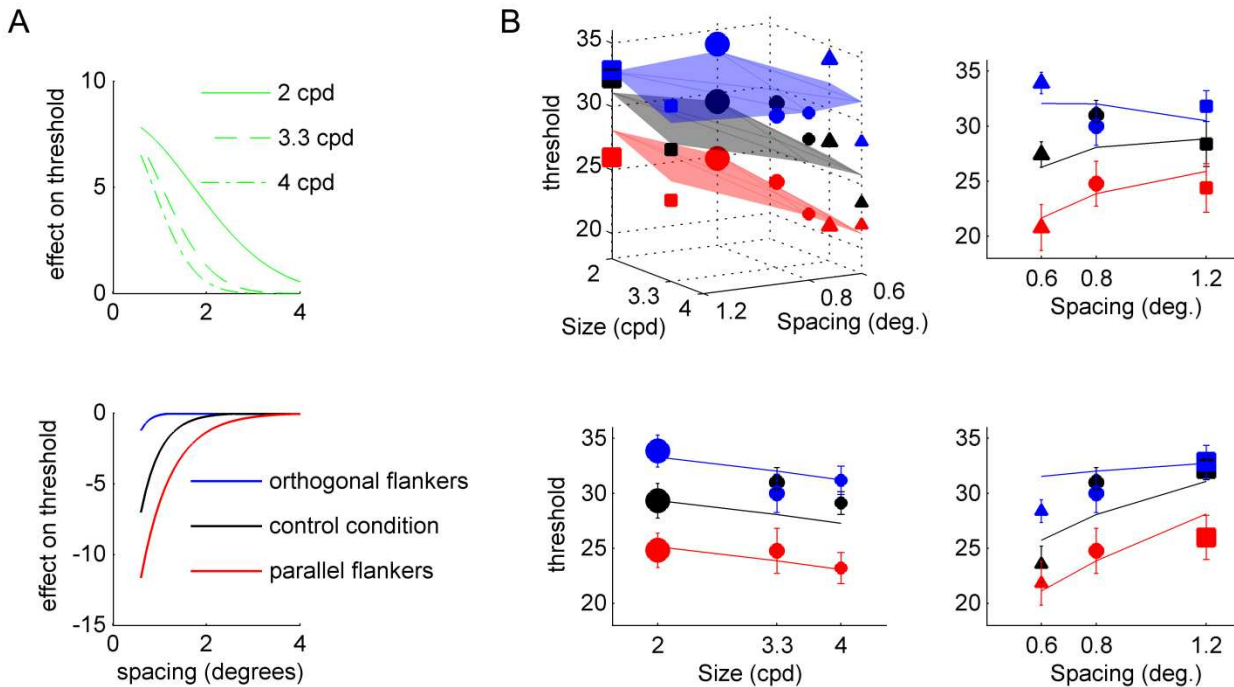 A
effect on threshold
10
5
0
0
2
4
2 cpd
3.3 cpd
4 cpd
effect on threshold
0
-5
-10
-15
0
2
4
spacing (degrees)
orthogonal flankers
control condition
parallel flankers
B
threshold
35
30
25
20
2
3.3
4
Size (cpd)
1.2
0.8
0.6
Spacing (deg.)
35
30
25
20
0.6
0.8
1.2
Spacing (deg.)
threshold
35
30
25
20
2
3.3
4
Size (cpd)
35
30
25
20
0.6
0.8
1.2
Spacing (deg.)